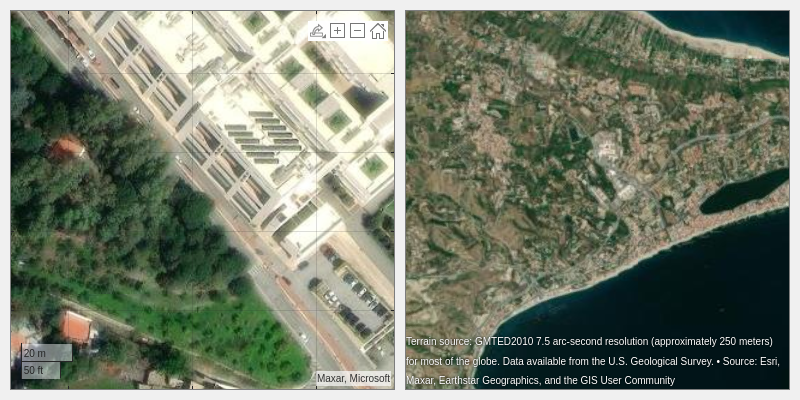 20 m
50 ft
Maxar, Microsoft
Terrain source: GMTED2010 7.5 arc-second resolution (approximately 250 meters)
for most of the globe. Data available from the U.S. Geological Survey. • Source: Esri,
Maxar, Earthstar Geographics, and the GIS User Community